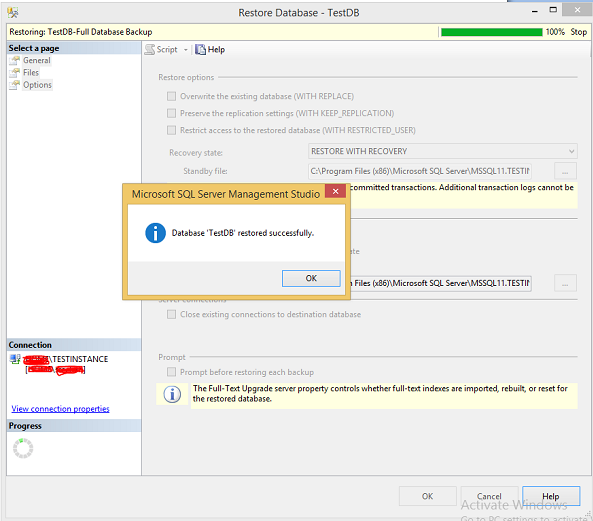 Restore Database - TestDB
Restoring: TestDB-Full Database Backup
100% Stop
Select a page
General
Files
Options
Script
Help
Restore options
Overwrite the existing database (WITH REPLACE)
Preserve the replication settings (WITH KEEP_REPLICATION)
Restrict access to the restored database (WITH RESTRICTED_USER)
Recovery state: RESTORE WITH RECOVERY
Standby file: C:\Program Files (x86)\Microsoft SQL Server\MSSQL11.TESTI
...
committed transactions. Additional transaction logs cannot be
Microsoft SQL Server Management Studio
Database 'TestDB' restored successfully.
OK
Files (x86)\Microsoft SQL Server\MSSQL11.TESTI
...
Server connections
Close existing connections to destination database
Prompt
Prompt before restoring each backup
The Full-Text Upgrade server property controls whether full-text indexes are imported, rebuilt, or reset for
the restored database.
Connection
\TESTINSTANCE
View connection properties
Progress
OK
Cancel
Help
Activate Windows
Go to PC settings to activate